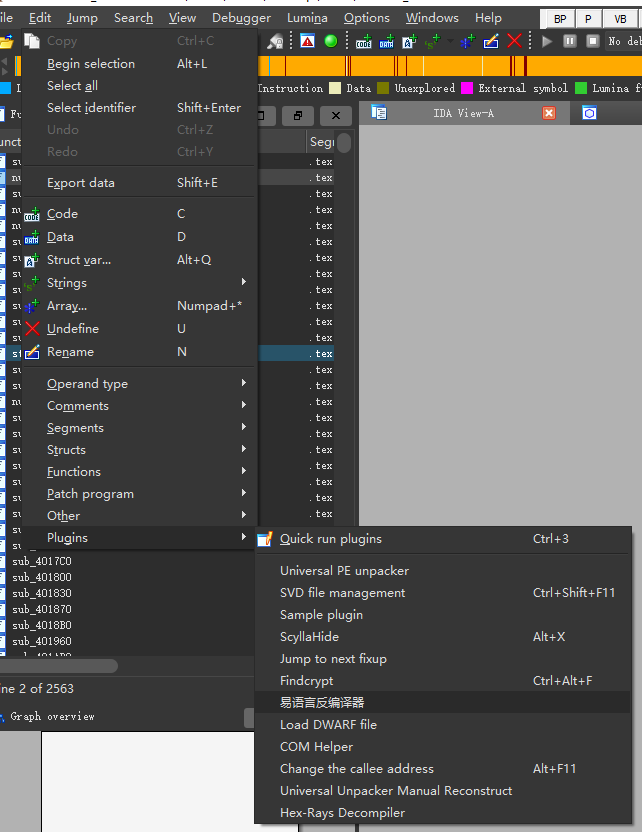 ile Edit Jump Search View Debugger Lumina Options Windows Help
BP P VB
Copy Ctrl+C
No deb
Begin selection Alt+L
Select all
Instruction Data Unexplored External symbol Lumina f
Select identifier Shift+Enter
Fu
IDA View-A
Undo Ctrl+Z
unct
Segm
Redo Ctrl+Y
.tex
.tex
Export data Shift+E
.tex
.tex
Code C
.tex
Data D
.tex
Struct var... Alt+Q
.tex
.tex
Strings
.tex
Array... Numpad+*
.tex
Undefine U
.tex
.tex
Rename N
.tex
.tex
Operand type
.tex
Comments
.tex
Segments
.tex
Structs
.tex
.tex
Functions
.tex
Patch program
.tex
.tex
Other
.tex
Plugins
sub_4017C0
sub_401800
sub_401830
sub_401870
sub_4018B0
sub_401960
ine 2 of 2563
Graph overview
Quick run plugins Ctrl+3
Universal PE unpacker
SVD file management Ctrl+Shift+F11
Sample plugin
ScyllaHide Alt+X
Jump to next fixup
Findcrypt Ctrl+Alt+F
易语言反编译器
Load DWARF file
COM Helper
Change the callee address Alt+F11
Universal Unpacker Manual Reconstruct
Hex-Rays Decompiler